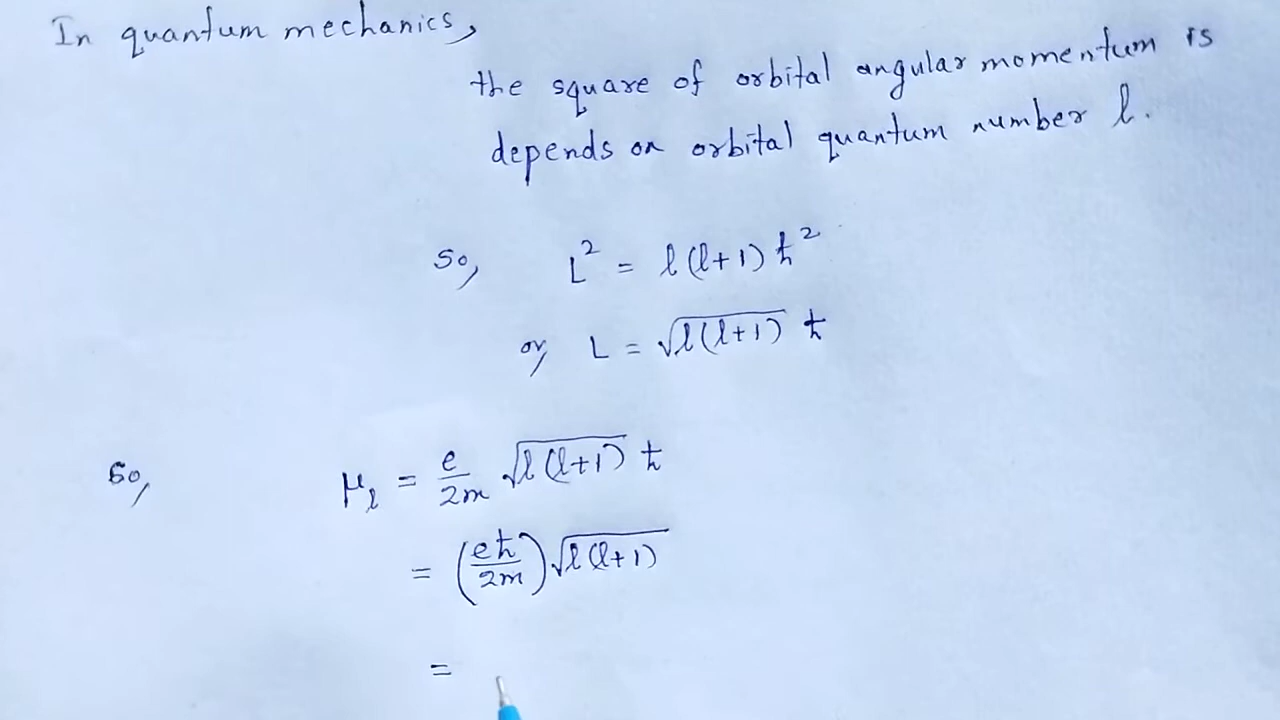 In quantum mechanics,
the square of orbital angular momentum is
depends on orbital quantum number l.
So, L² = l(l+1) ħ²
or, L = √l(l+1) ħ
So, μₗ = e/2m √l(l+1) ħ
= (eħ/2m) √l(l+1)
=